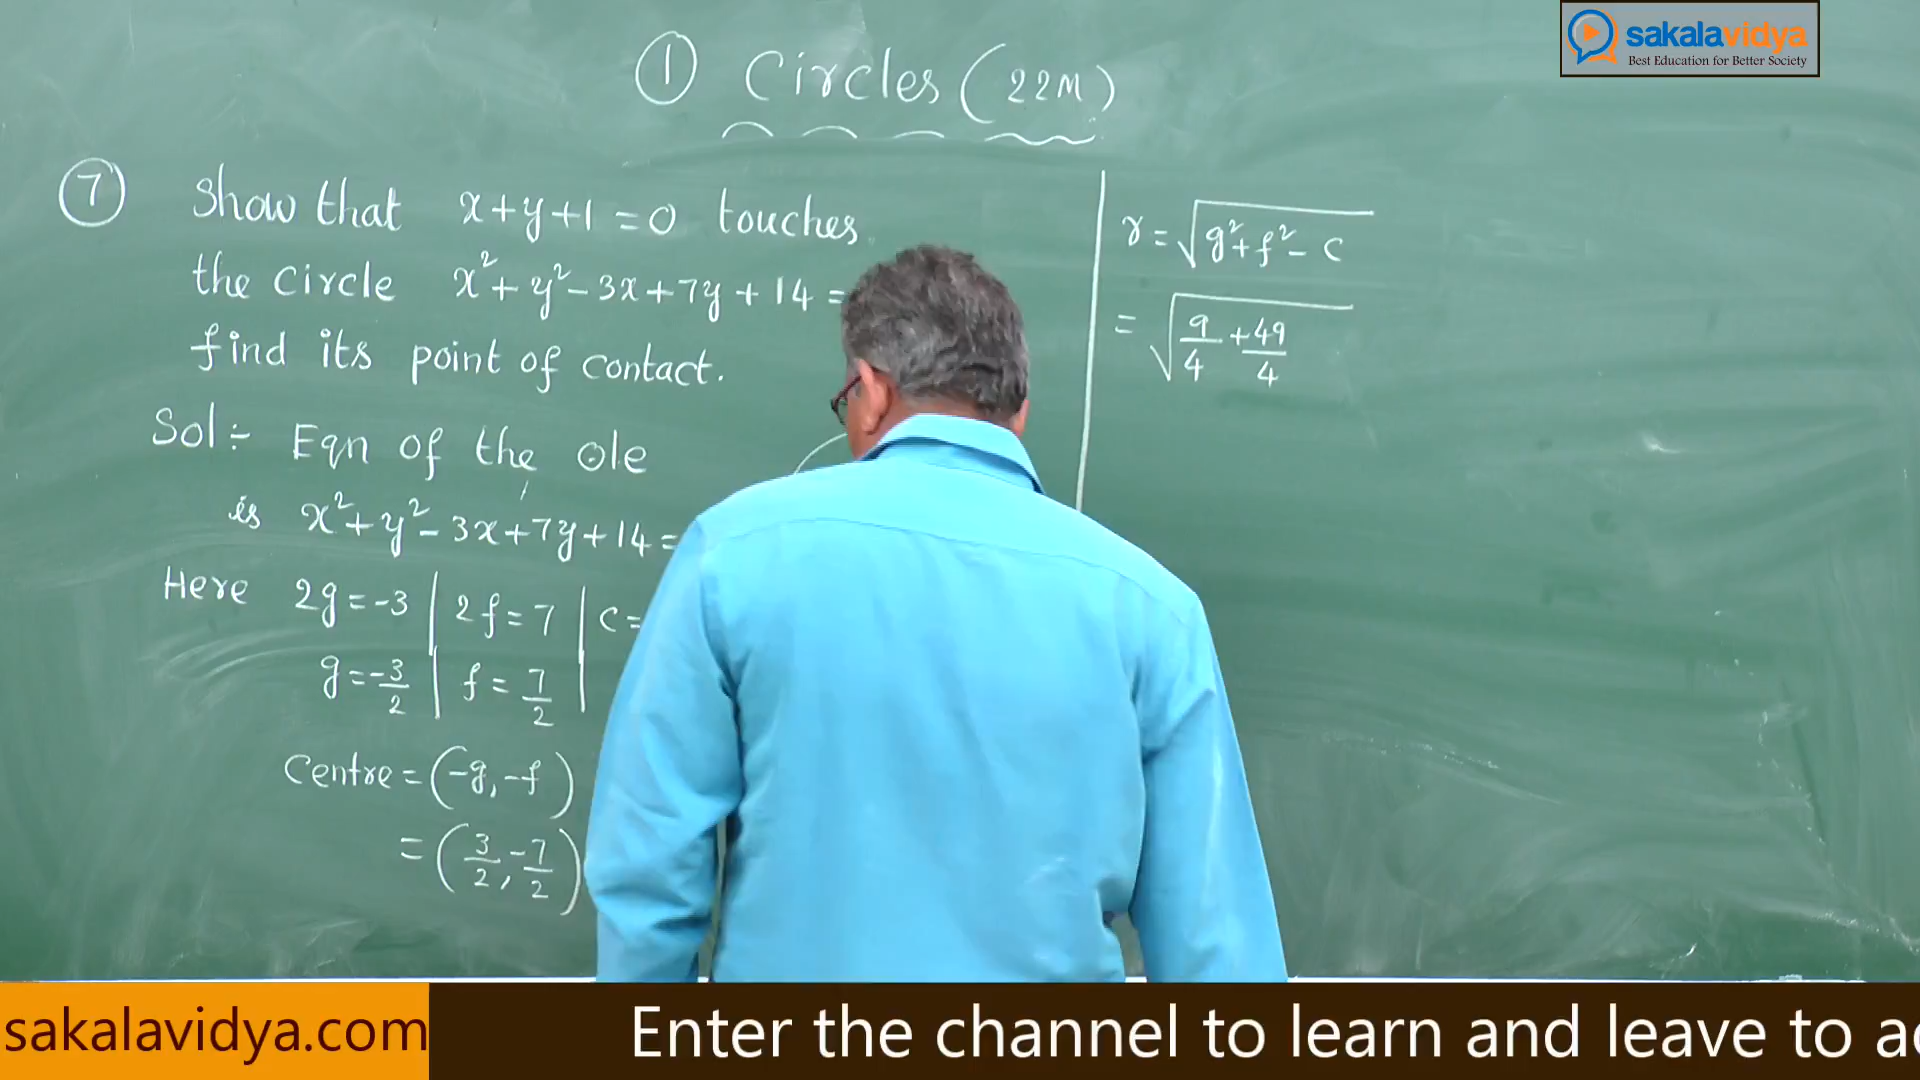 ① Circles (22M)
sakalavidya
Best Education for Better Society
⑦ Show that x+y+1=0 touches
the circle x²+y²-3x+7y+14=
find its point of contact.
Sol:- Eqn of the ⊙le
is x²+y²-3x+7y+14=
Here 2g=-3 | 2f=7 | c=
g=-3/2 | f=7/2 |
Centre=(-g,-f)
=(3/2,-7/2)
r=√g²+f²-c
=√9/4+49/4
sakalavidya.com
Enter the channel to learn and leave to